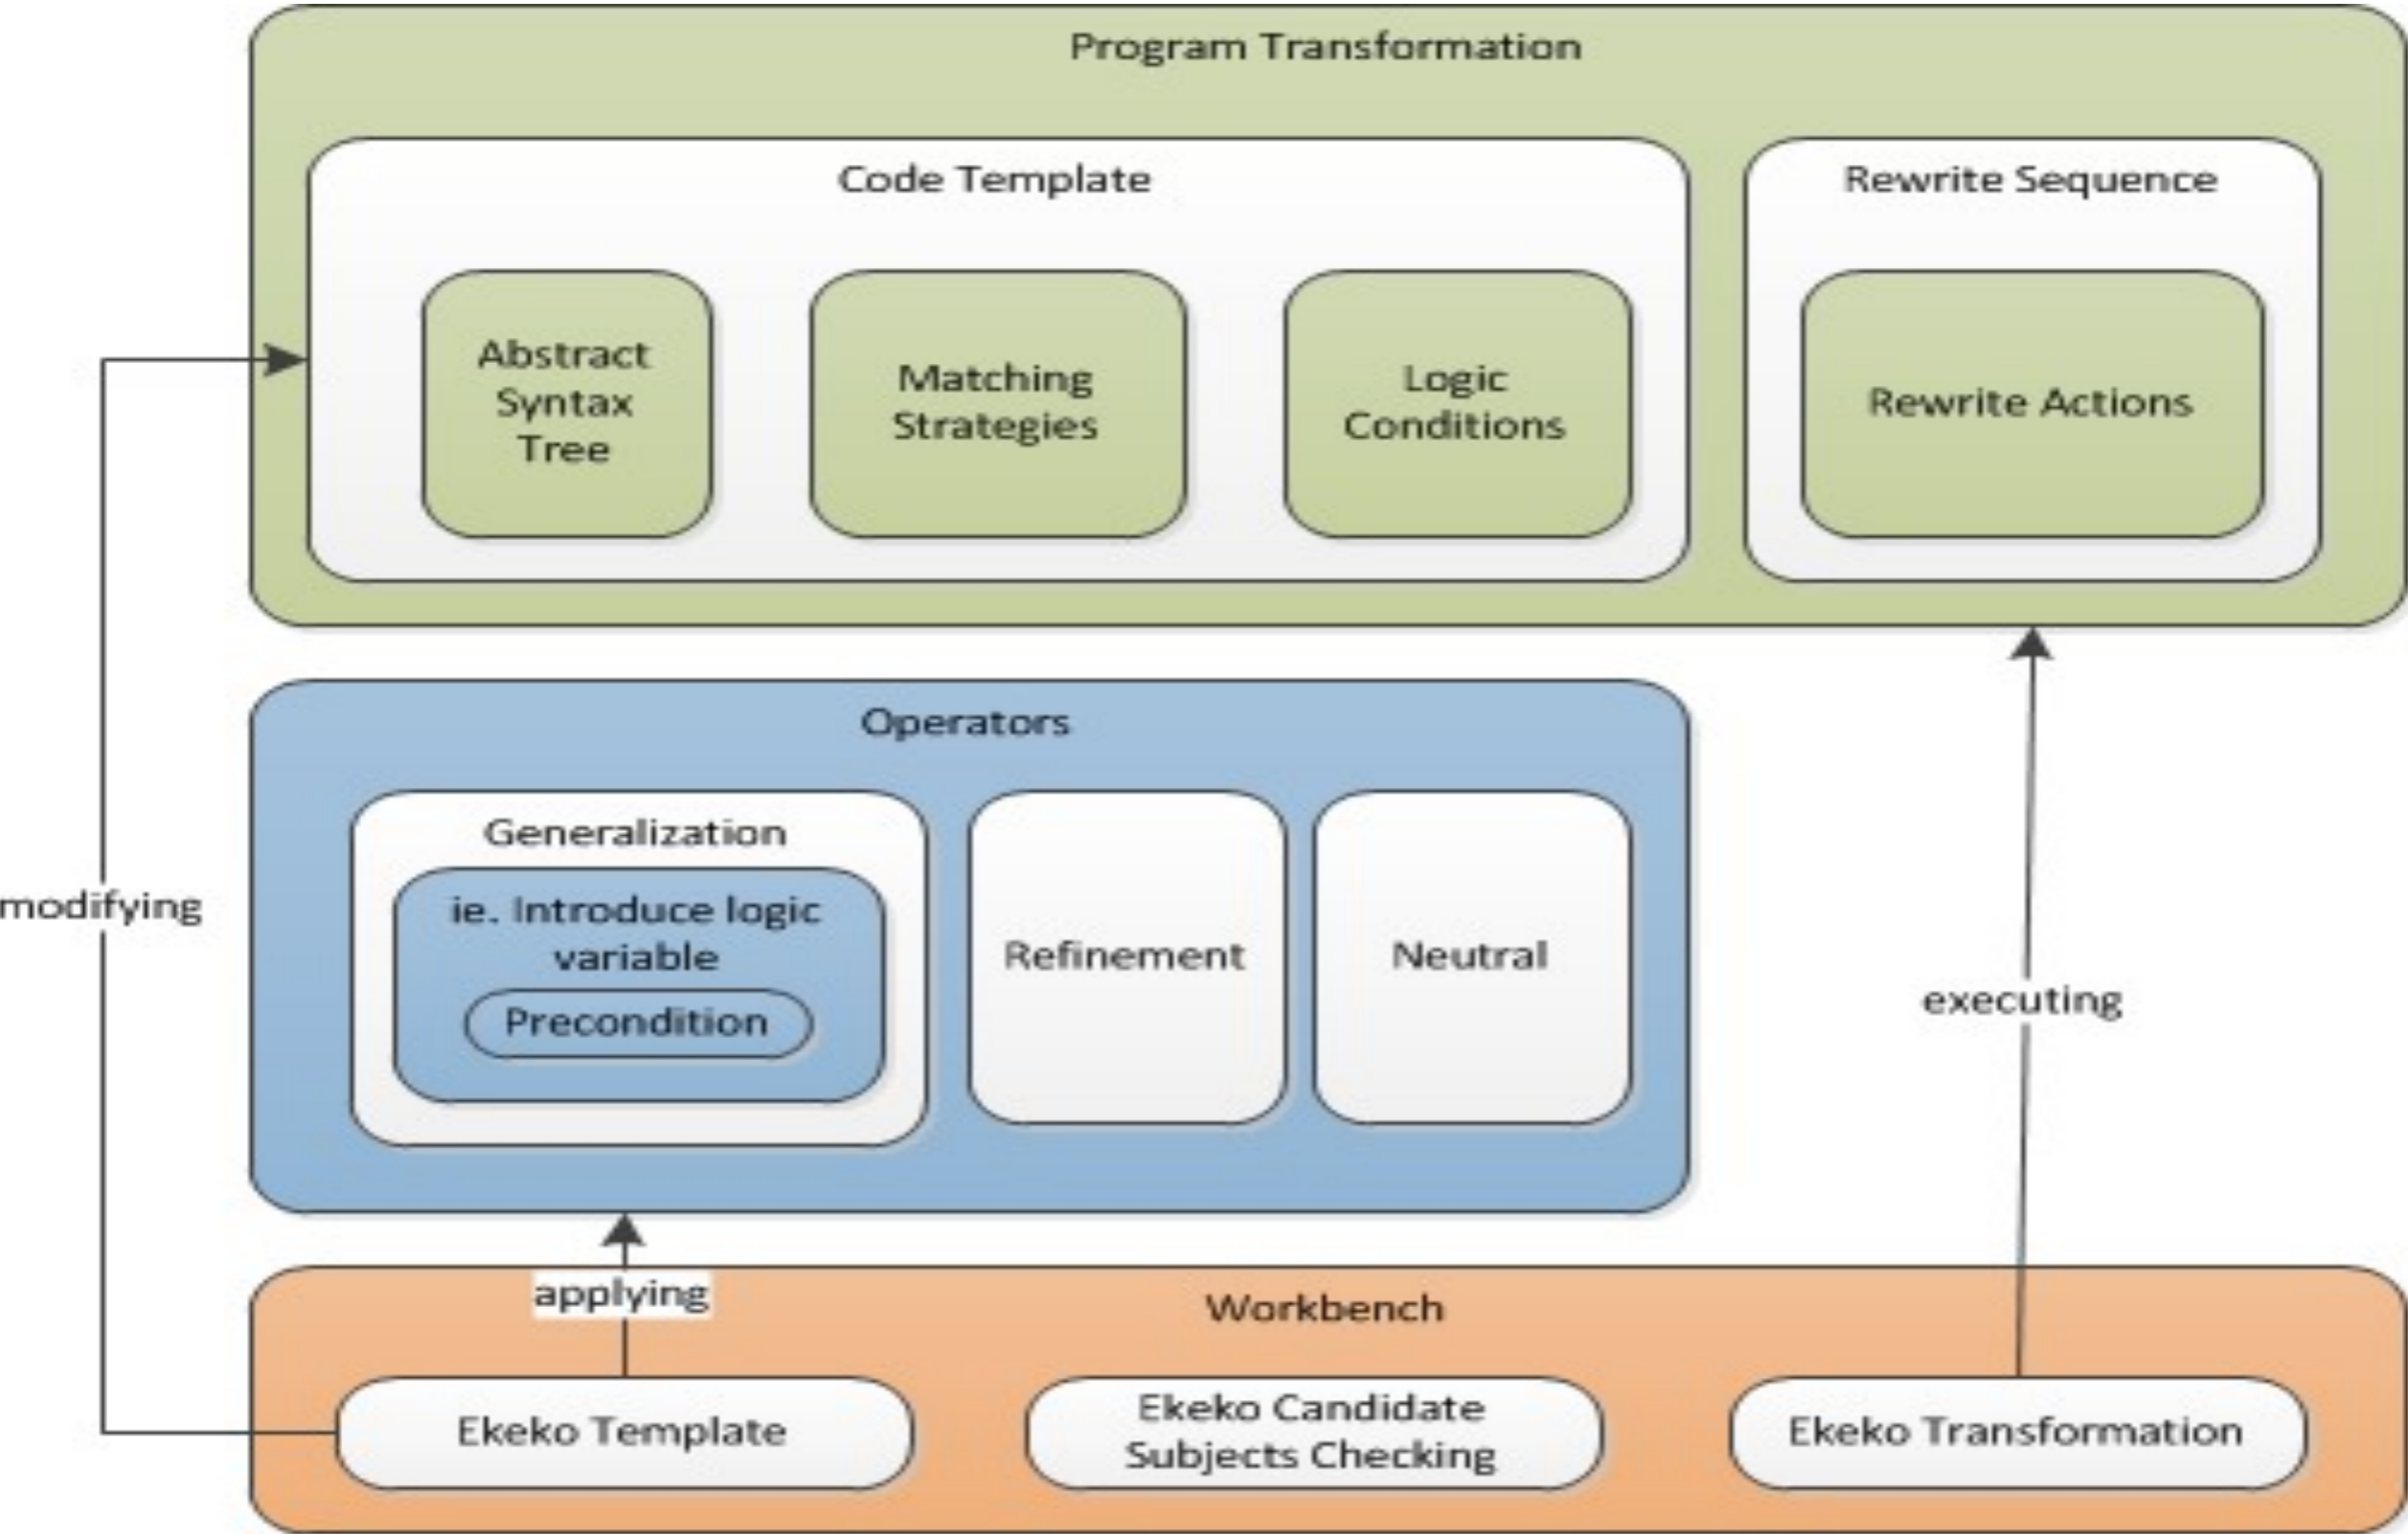 Program Transformation
Code Template
Rewrite Sequence
Abstract
Syntax
Tree
Matching
Strategies
Logic
Conditions
Rewrite Actions
Operators
Generalization
ie. Introduce logic
variable
Precondition
Refinement
Neutral
modifying
executing
applying
Workbench
Ekeko Template
Ekeko Candidate
Subjects Checking
Ekeko Transformation